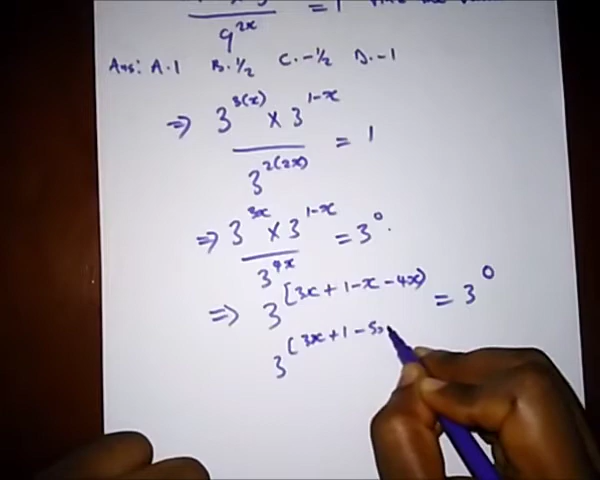 9^{2x} = 1
Ans: A. 1 B. 1/2 C. -1/2 D. -1
⇒ 3^{3(x)} × 3^{1-x} / 3^{2(2x)} = 1
⇒ 3^{3x} × 3^{1-x} / 3^{4x} = 3^0.
⇒ 3^{[3x + 1 - x - 4x)} = 3^0
3^{(3x + 1 - 5x}